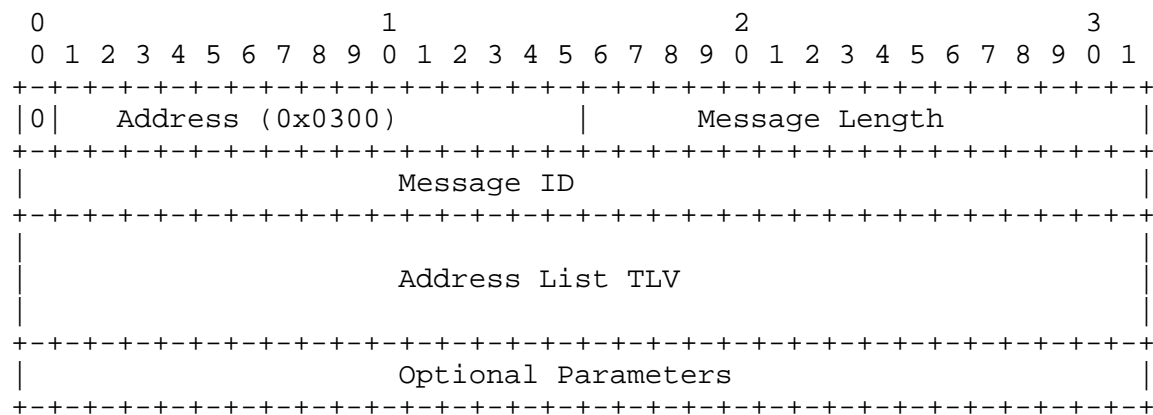 0                   1                   2                   3
 0 1 2 3 4 5 6 7 8 9 0 1 2 3 4 5 6 7 8 9 0 1 2 3 4 5 6 7 8 9 0 1
+-+-+-+-+-+-+-+-+-+-+-+-+-+-+-+-+-+-+-+-+-+-+-+-+-+-+-+-+-+-+-+-+
|0|   Address (0x0300)          |      Message Length           |
+-+-+-+-+-+-+-+-+-+-+-+-+-+-+-+-+-+-+-+-+-+-+-+-+-+-+-+-+-+-+-+-+
|                     Message ID                                |
+-+-+-+-+-+-+-+-+-+-+-+-+-+-+-+-+-+-+-+-+-+-+-+-+-+-+-+-+-+-+-+-+
|                                                               |
|                     Address List TLV                          |
|                                                               |
+-+-+-+-+-+-+-+-+-+-+-+-+-+-+-+-+-+-+-+-+-+-+-+-+-+-+-+-+-+-+-+-+
|                     Optional Parameters                       |
+-+-+-+-+-+-+-+-+-+-+-+-+-+-+-+-+-+-+-+-+-+-+-+-+-+-+-+-+-+-+-+-+